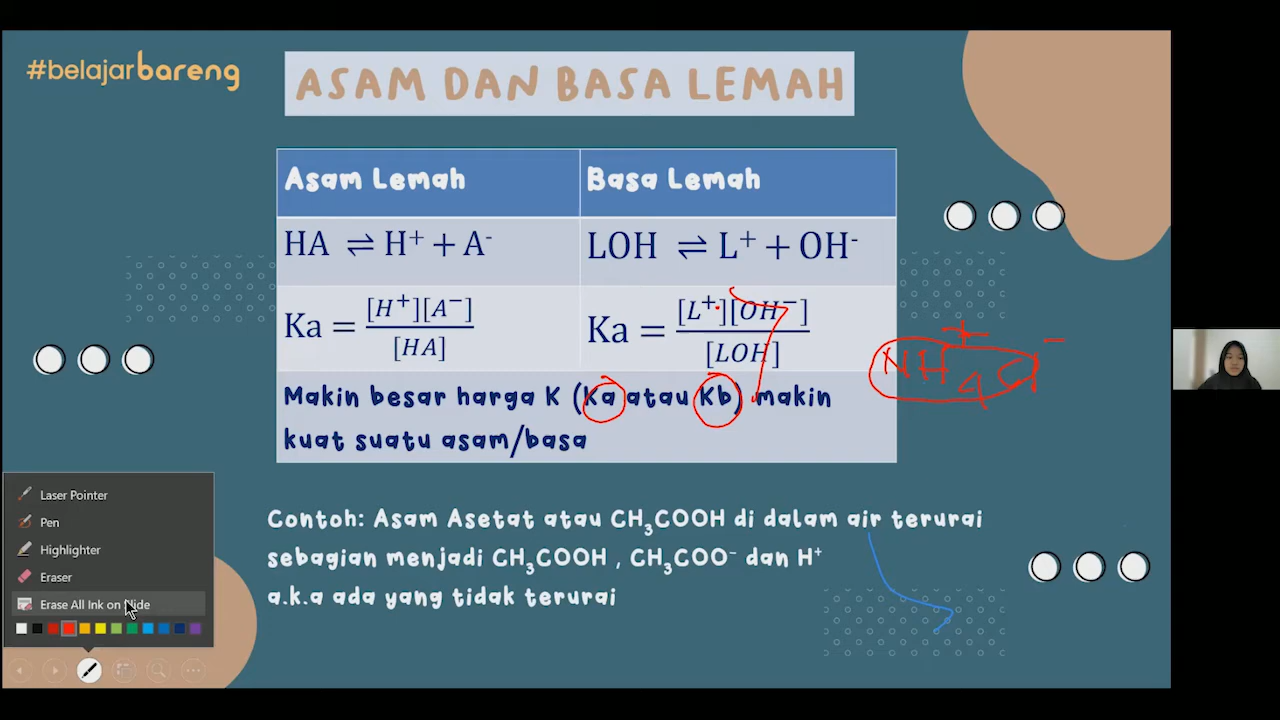 #belajarbareng
ASAM DAN BASA LEMAH
Asam Lemah
Basa Lemah
HA ⇌ H⁺ + A⁻
LOH ⇌ L⁺ + OH⁻
Ka = [H⁺][A⁻] / [HA]
Ka = [L⁺][OH⁻] / [LOH]
NH₄⁺Cl⁻
Makin besar harga K (Ka atau Kb) makin
kuat suatu asam/basa
Contoh: Asam Asetat atau CH₃COOH di dalam air terurai
sebagian menjadi CH₃COOH , CH₃COO⁻ dan H⁺
a.k.a ada yang tidak terurai
Laser Pointer
Pen
Highlighter
Eraser
Erase All Ink on Slide